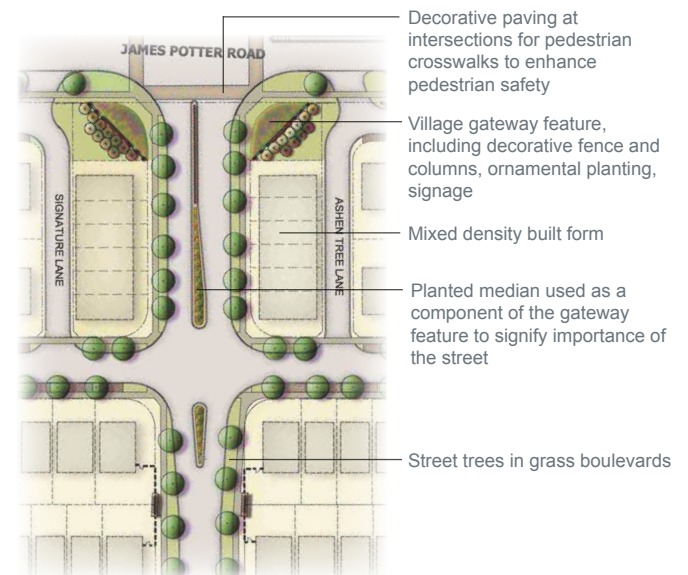 Decorative paving at
intersections for pedestrian
crosswalks to enhance
pedestrian safety
JAMES POTTER ROAD
Village gateway feature,
including decorative fence and
columns, ornamental planting,
signage
SIGNATURE LANE
ASHEN TREE LANE
Mixed density built form
Planted median used as a
component of the gateway
feature to signify importance of
the street
Street trees in grass boulevards